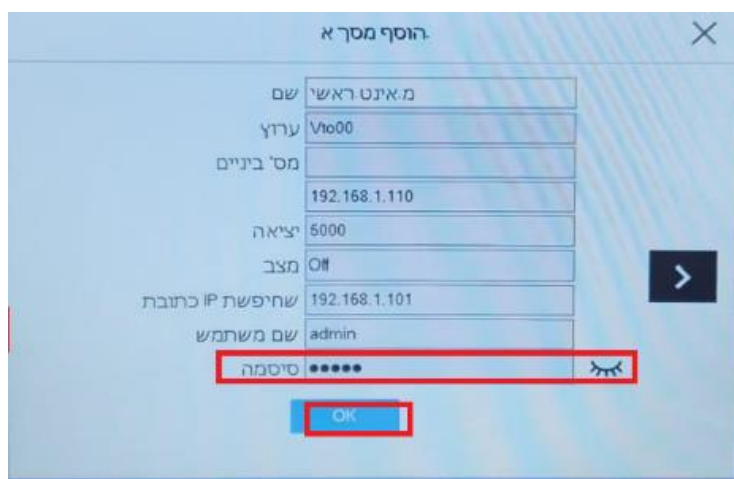 הוסף מסך א.
שם מ.אינט.ראשי
ערוץ Vto00
מס' ביניים
192.168.1.110
יציאה 5000
מצב Off
שחיפשת IP כתובת 192.168.1.101
שם משתמש admin
סיסמה •••••
OK